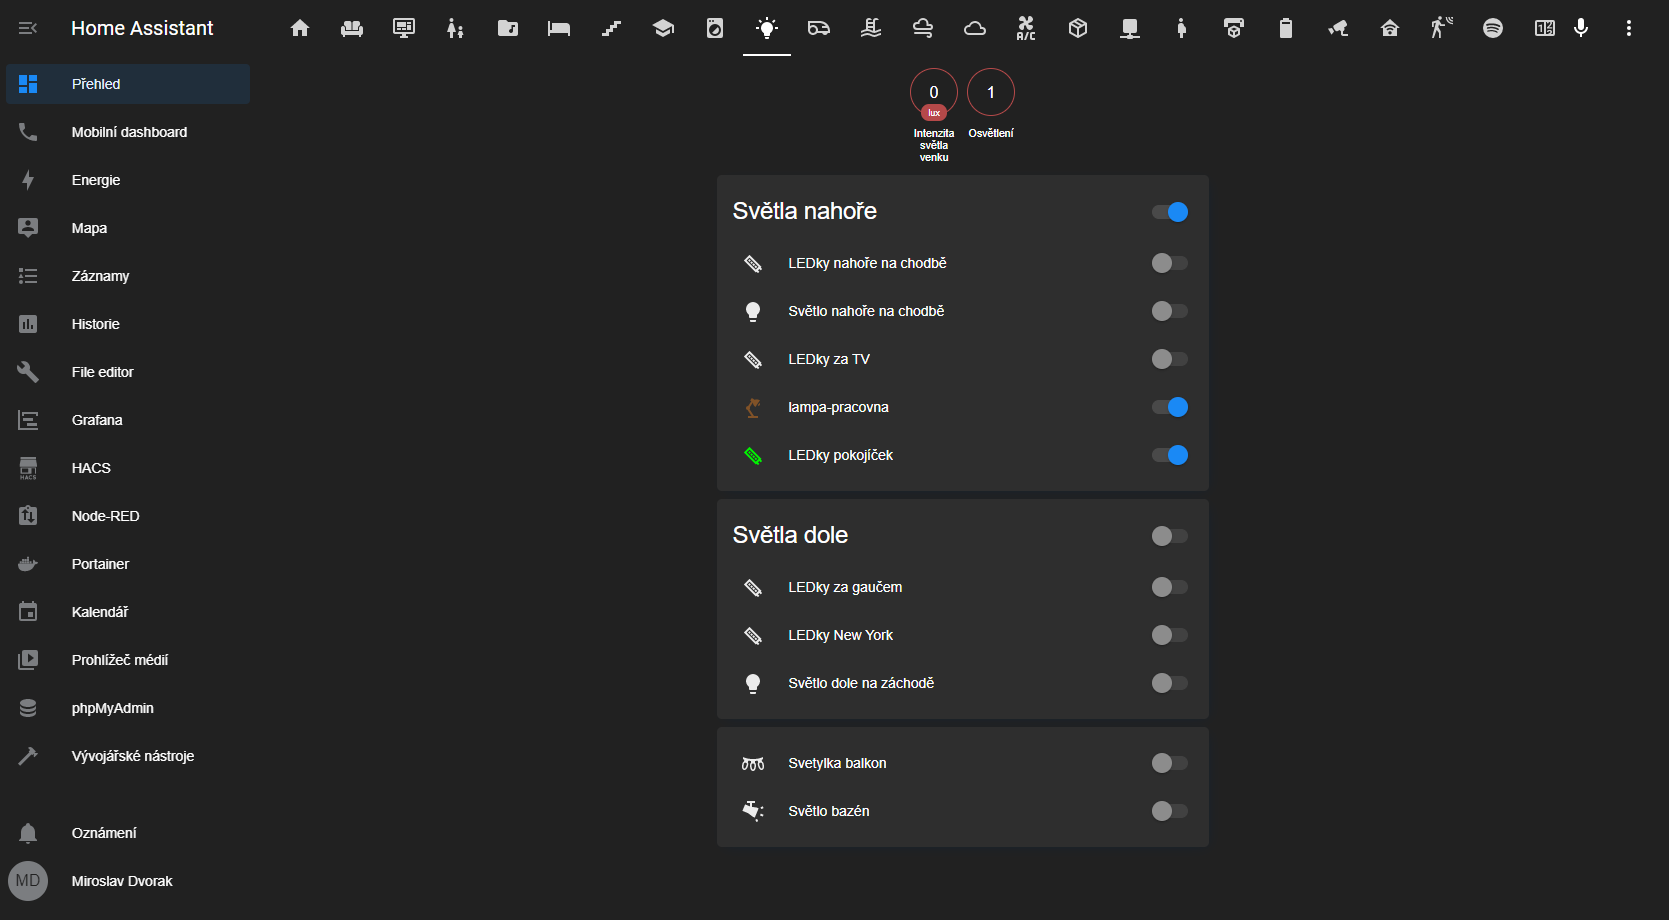 Home Assistant
A/C
Přehled
Mobilní dashboard
Energie
Mapa
Záznamy
Historie
File editor
Grafana
HACS
HACS
Node-RED
Portainer
Kalendář
Prohlížeč médií
phpMyAdmin
Vývojářské nástroje
Oznámení
MD
Miroslav Dvorak
0
lux
Intenzita
světla
venku
1
Osvětlení
Světla nahoře
LEDky nahoře na chodbě
Světlo nahoře na chodbě
LEDky za TV
lampa-pracovna
LEDky pokojíček
Světla dole
LEDky za gaučem
LEDky New York
Světlo dole na záchodě
Svetylka balkon
Světlo bazén